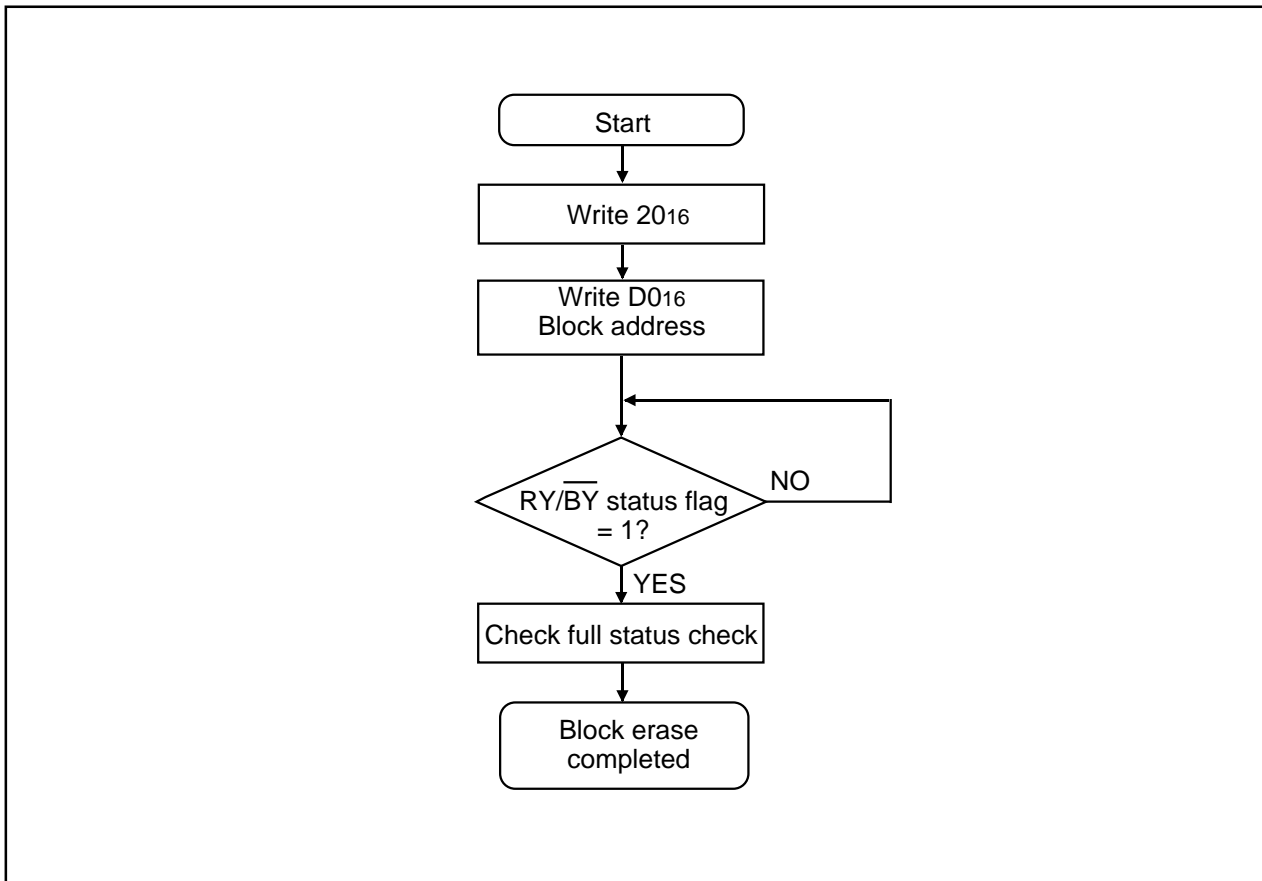 Start
Write 2016
Write D016
Block address
NO
RY/B̅Y̅ status flag
= 1?
YES
Check full status check
Block erase
completed